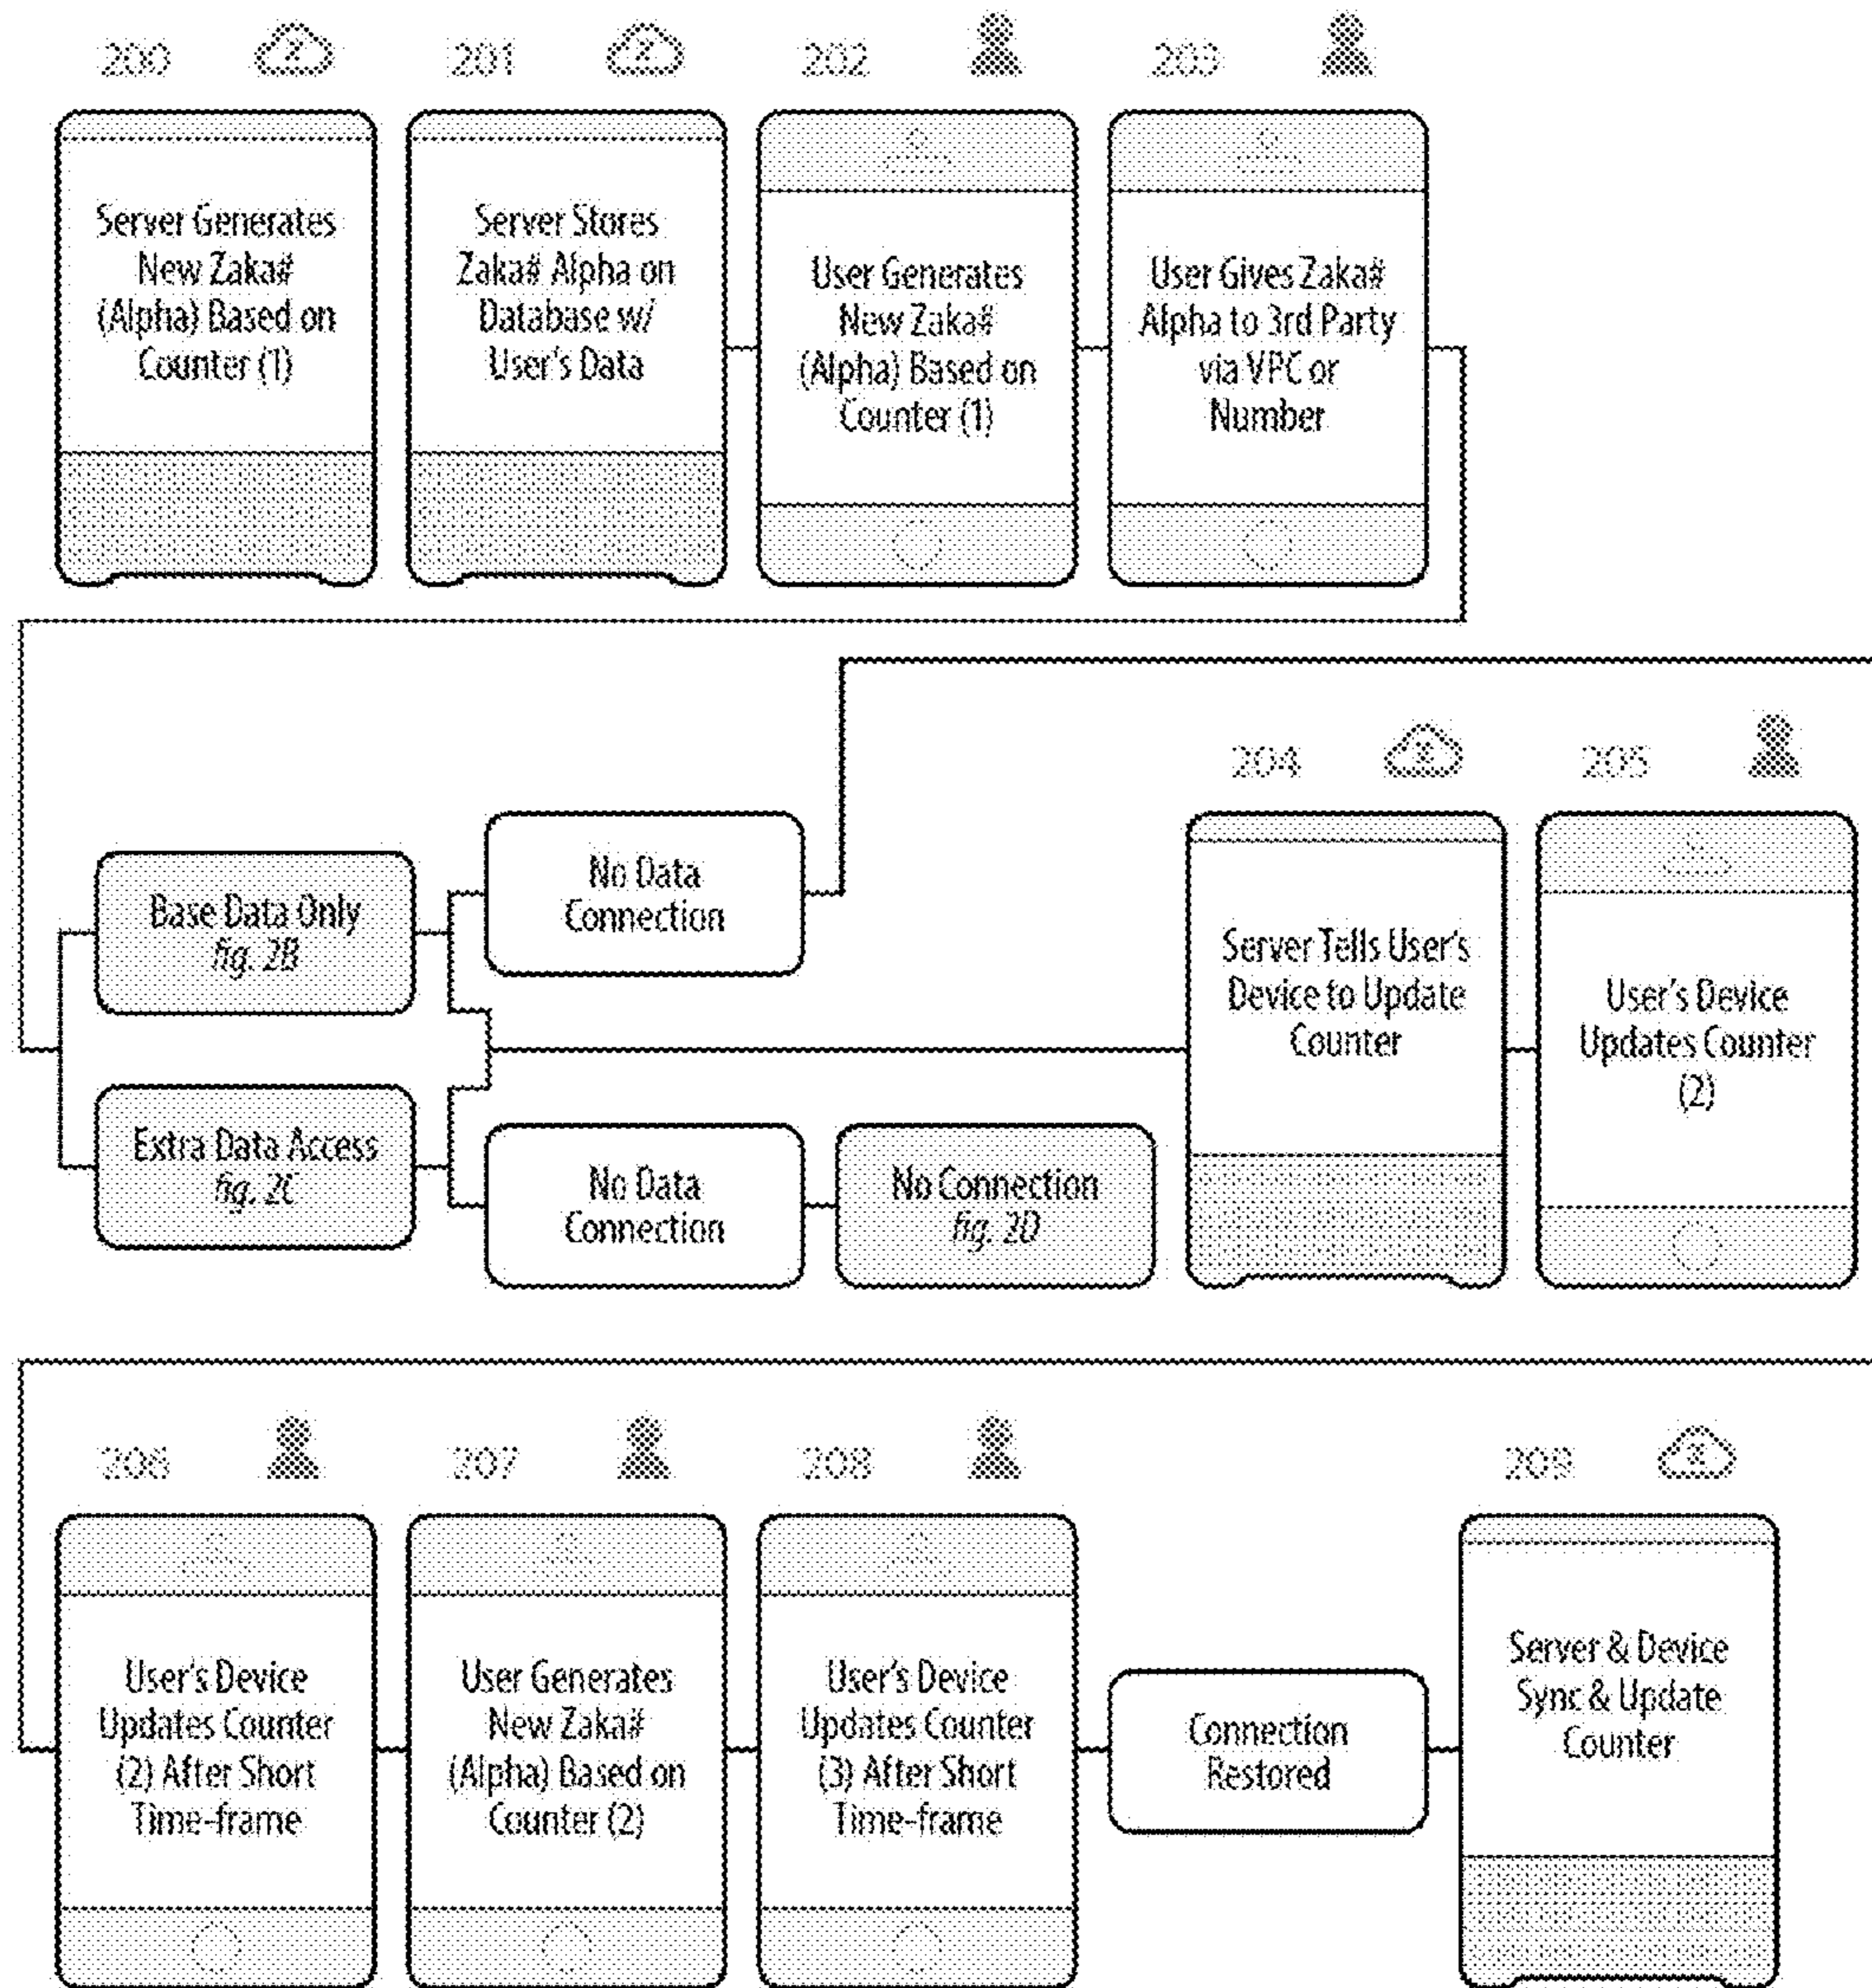 200
201
202
203
Server Generates
New Zaka#
(Alpha) Based on
Counter (1)
Server Stores
Zaka# Alpha on
Database w/
User's Data
User Generates
New Zaka#
(Alpha) Based on
Counter (1)
User Gives Zaka#
Alpha to 3rd Party
via VPC or
Number
204
205
Base Data Only
fig. 2B
No Data
Connection
Server Tells User's
Device to Update
Counter
User's Device
Updates Counter
(2)
Extra Data Access
fig. 2C
No Data
Connection
No Connection
fig. 2D
206
207
208
209
User's Device
Updates Counter
(2) After Short
Time-frame
User Generates
New Zaka#
(Alpha) Based on
Counter (2)
User's Device
Updates Counter
(3) After Short
Time-frame
Connection
Restored
Server & Device
Sync & Update
Counter